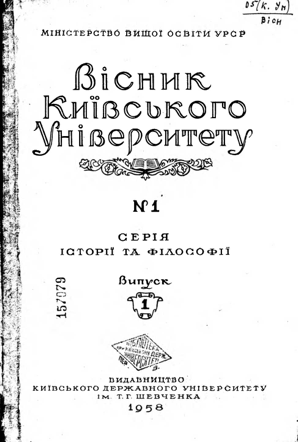 05(К. Ун)
Вісн
МІНІСТЕРСТВО ВИЩОЇ ОСВІТИ УРСР
Вісник
Київського
Університету
№1
СЕРІЯ
ІСТОРІЇ ТА ФІЛОСОФІЇ
Випуск
1
157079
ВИДАВНИЦТВО
КИЇВСЬКОГО ДЕРЖАВНОГО УНІВЕРСИТЕТУ
ІМ. Т. Г. ШЕВЧЕНКА
1958